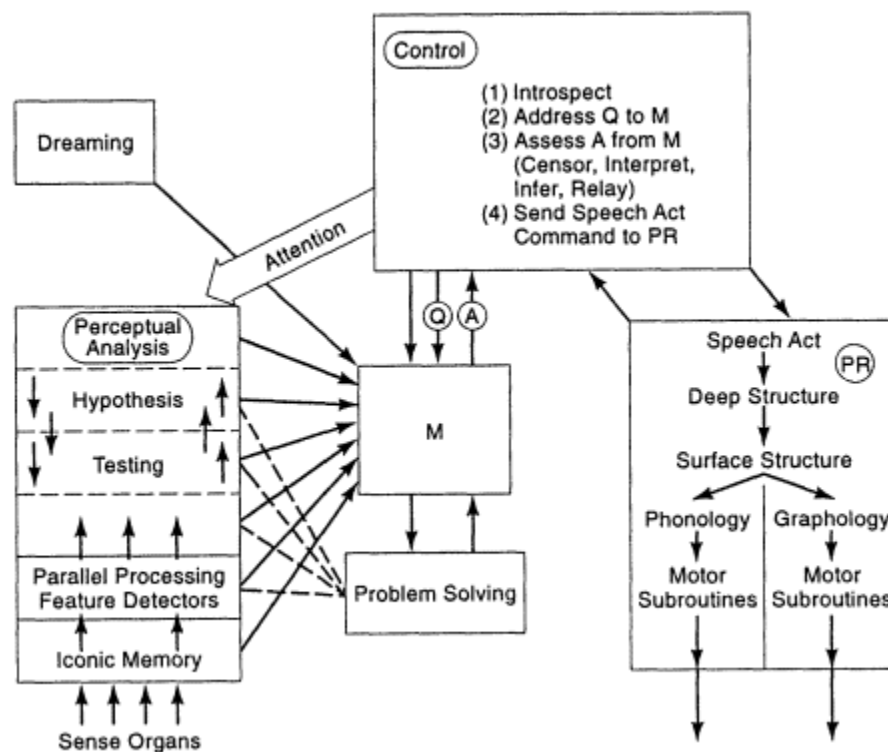 Control
(1) Introspect
(2) Address Q to M
(3) Assess A from M
(Censor, Interpret,
Infer, Relay)
(4) Send Speech Act
Command to PR
Dreaming
Attention
Q
A
Perceptual
Analysis
Hypothesis
Testing
Parallel Processing
Feature Detectors
Iconic Memory
Sense Organs
M
Problem Solving
Speech Act
PR
Deep Structure
Surface Structure
Phonology
Graphology
Motor
Subroutines
Motor
Subroutines